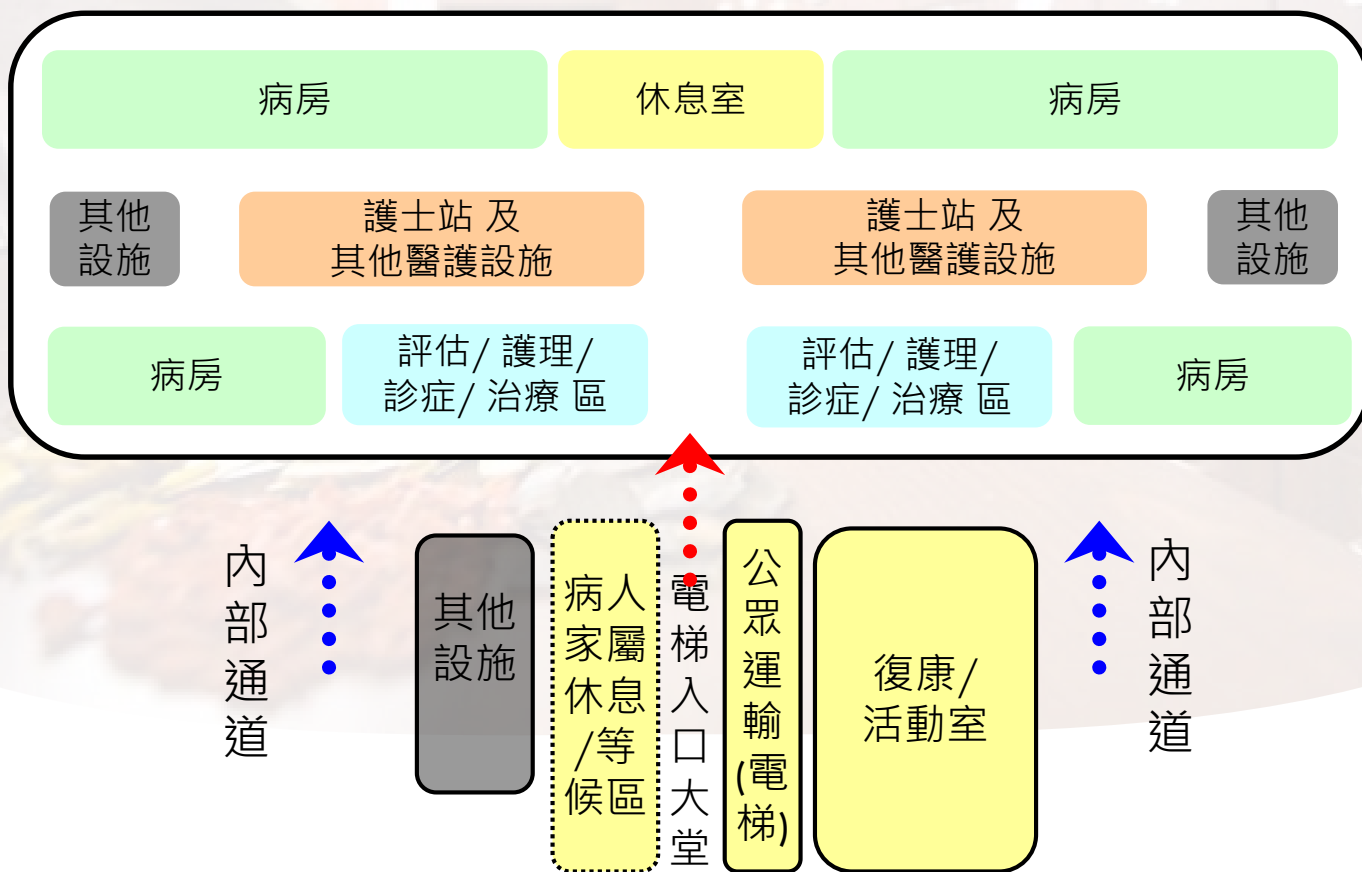 病房
休息室
病房
其他
設施
護士站 及
其他醫護設施
護士站 及
其他醫護設施
其他
設施
病房
評估/ 護理/
診症/ 治療 區
評估/ 護理/
診症/ 治療 區
病房
內部通道
其他
設施
病人
家屬
休息
/等
候區
電梯入口大堂
公眾運輸(電梯)
復康/
活動室
內部通道